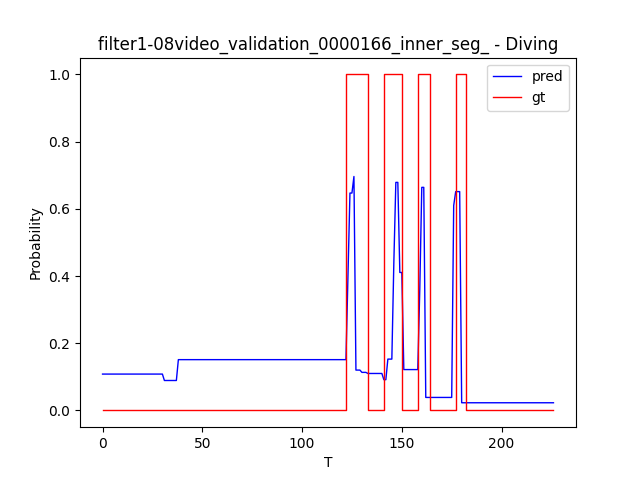 filter1-08video_validation_0000166_inner_seg_ - Diving
pred
gt
1.0
0.8
0.6
0.4
0.2
0.0
Probability
0
50
100
150
200
T